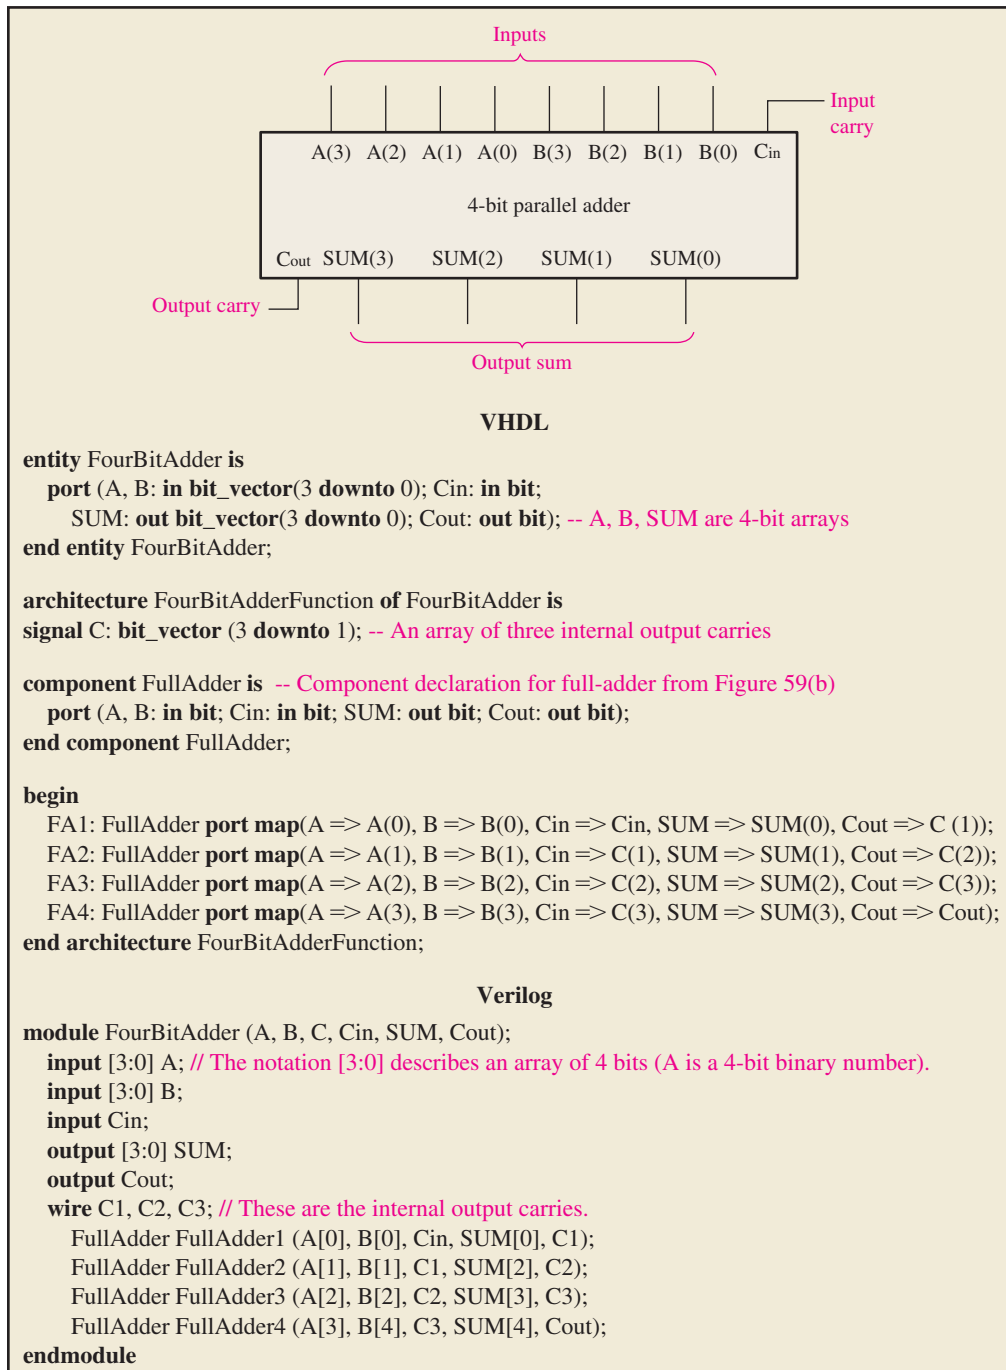 Inputs
Input
carry
A(3) A(2) A(1) A(0) B(3) B(2) B(1) B(0) Cin
4-bit parallel adder
Cout SUM(3) SUM(2) SUM(1) SUM(0)
Output carry
Output sum
VHDL
entity FourBitAdder is
port (A, B: in bit_vector(3 downto 0); Cin: in bit;
SUM: out bit_vector(3 downto 0); Cout: out bit); -- A, B, SUM are 4-bit arrays
end entity FourBitAdder;
architecture FourBitAdderFunction of FourBitAdder is
signal C: bit_vector (3 downto 1); -- An array of three internal output carries
component FullAdder is -- Component declaration for full-adder from Figure 59(b)
port (A, B: in bit; Cin: in bit; SUM: out bit; Cout: out bit);
end component FullAdder;
begin
FA1: FullAdder port map(A => A(0), B => B(0), Cin => Cin, SUM => SUM(0), Cout => C (1));
FA2: FullAdder port map(A => A(1), B => B(1), Cin => C(1), SUM => SUM(1), Cout => C(2));
FA3: FullAdder port map(A => A(2), B => B(2), Cin => C(2), SUM => SUM(2), Cout => C(3));
FA4: FullAdder port map(A => A(3), B => B(3), Cin => C(3), SUM => SUM(3), Cout => Cout);
end architecture FourBitAdderFunction;
Verilog
module FourBitAdder (A, B, C, Cin, SUM, Cout);
input [3:0] A; // The notation [3:0] describes an array of 4 bits (A is a 4-bit binary number).
input [3:0] B;
input Cin;
output [3:0] SUM;
output Cout;
wire C1, C2, C3; // These are the internal output carries.
FullAdder FullAdder1 (A[0], B[0], Cin, SUM[0], C1);
FullAdder FullAdder2 (A[1], B[1], C1, SUM[2], C2);
FullAdder FullAdder3 (A[2], B[2], C2, SUM[3], C3);
FullAdder FullAdder4 (A[3], B[4], C3, SUM[4], Cout);
endmodule